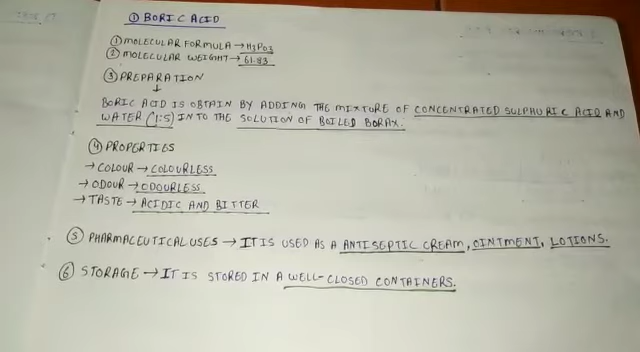 ① BORIC ACID
① MOLECULAR FORMULA → H3PO3
② MOLECULAR WEIGHT → 61.83
③ PREPARATION
↓
BORIC ACID IS OBTAIN BY ADDING THE MIXTURE OF CONCENTRATED SULPHURIC ACID AND
WATER (1:5) IN TO THE SOLUTION OF BOILED BORAX.
④ PROPERTIES
→ COLOUR → COLOURLESS
→ ODOUR → ODOURLESS
→ TASTE → ACIDIC AND BITTER
⑤ PHARMACEUTICAL USES → IT IS USED AS A ANTISEPTIC CREAM, OINTMENT, LOTIONS.
⑥ STORAGE → IT IS STORED IN A WELL-CLOSED CONTAINERS.